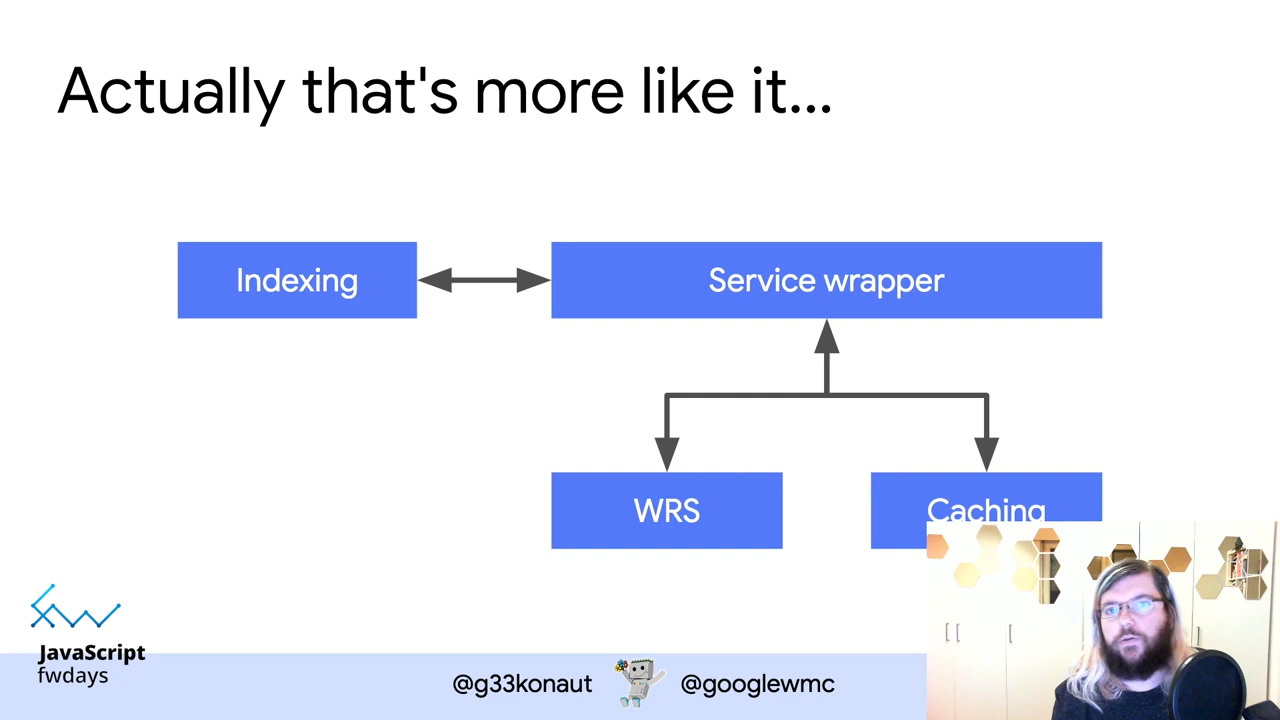 Actually that's more like it...
Indexing
Service wrapper
WRS
Caching
JavaScript
fwdays
@g33konaut
@googlewmc